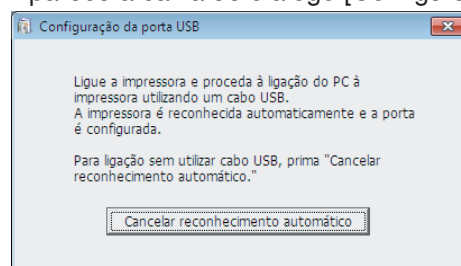 Configuração da porta USB
Ligue a impressora e proceda à ligação do PC à
impressora utilizando um cabo USB.
A impressora é reconhecida automaticamente e a porta
é configurada.
Para ligação sem utilizar cabo USB, prima "Cancelar
reconhecimento automático."
Cancelar reconhecimento automático